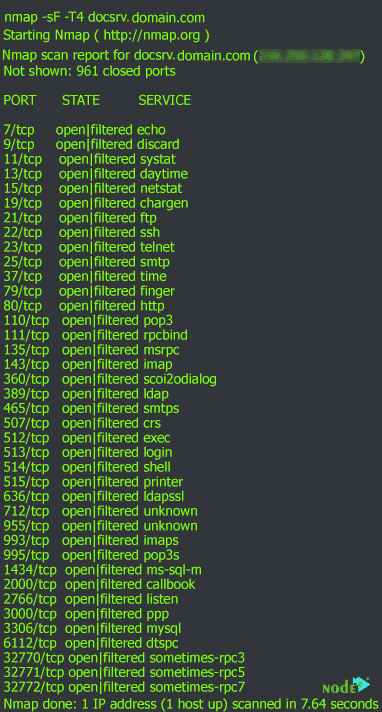 nmap -sF -T4 docsrv.domain.com
Starting Nmap ( http://nmap.org )
Nmap scan report for docsrv.domain.com (
Not shown: 961 closed ports
PORT STATE SERVICE
7/tcp open|filtered echo
9/tcp open|filtered discard
11/tcp open|filtered systat
13/tcp open|filtered daytime
15/tcp open|filtered netstat
19/tcp open|filtered chargen
21/tcp open|filtered ftp
22/tcp open|filtered ssh
23/tcp open|filtered telnet
25/tcp open|filtered smtp
37/tcp open|filtered time
79/tcp open|filtered finger
80/tcp open|filtered http
110/tcp open|filtered pop3
111/tcp open|filtered rpcbind
135/tcp open|filtered msrpc
143/tcp open|filtered imap
360/tcp open|filtered scoi2odialog
389/tcp open|filtered ldap
465/tcp open|filtered smtps
507/tcp open|filtered crs
512/tcp open|filtered exec
513/tcp open|filtered login
514/tcp open|filtered shell
515/tcp open|filtered printer
636/tcp open|filtered ldapssl
712/tcp open|filtered unknown
955/tcp open|filtered unknown
993/tcp open|filtered imaps
995/tcp open|filtered pop3s
1434/tcp open|filtered ms-sql-m
2000/tcp open|filtered callbook
2766/tcp open|filtered listen
3000/tcp open|filtered ppp
3306/tcp open|filtered mysql
6112/tcp open|filtered dtspc
32770/tcp open|filtered sometimes-rpc3
32771/tcp open|filtered sometimes-rpc5
32772/tcp open|filtered sometimes-rpc7
NODE
Nmap done: 1 IP address (1 host up) scanned in 7.64 seconds